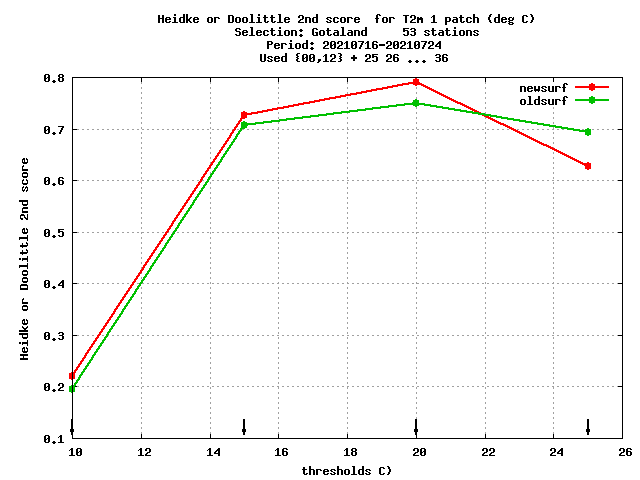 Heidke or Doolittle 2nd score  for T2m 1 patch (deg C)
Selection: Gotaland     53 stations
Period: 20210716-20210724
Used {00,12} + 25 26 ... 36
newsurf
oldsurf
Heidke or Doolittle 2nd score
0.8
0.7
0.6
0.5
0.4
0.3
0.2
0.1
10 12 14 16 18 20 22 24 26
thresholds C)